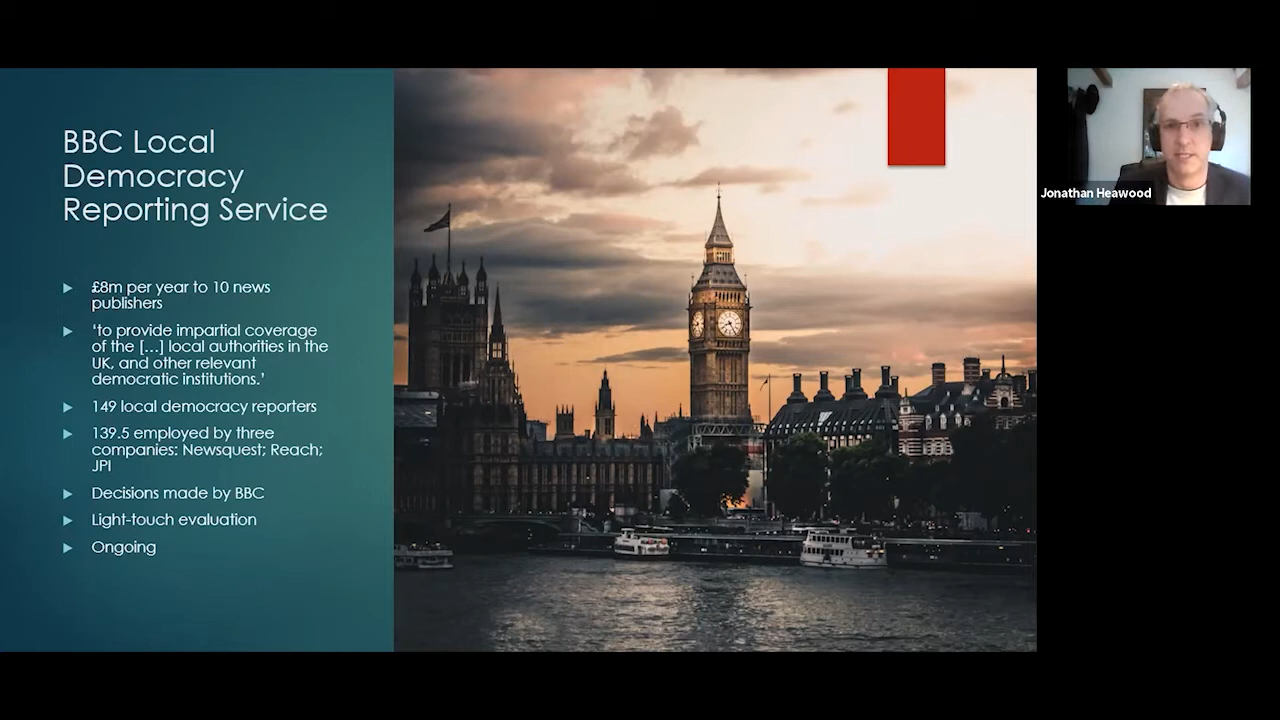 BBC Local
Democracy
Reporting Service
£8m per year to 10 news
publishers
‘to provide impartial coverage
of the [...] local authorities in the
UK, and other relevant
democratic institutions.’
149 local democracy reporters
139.5 employed by three
companies: Newsquest; Reach;
JPI
Decisions made by BBC
Light-touch evaluation
Ongoing
Jonathan Heawood